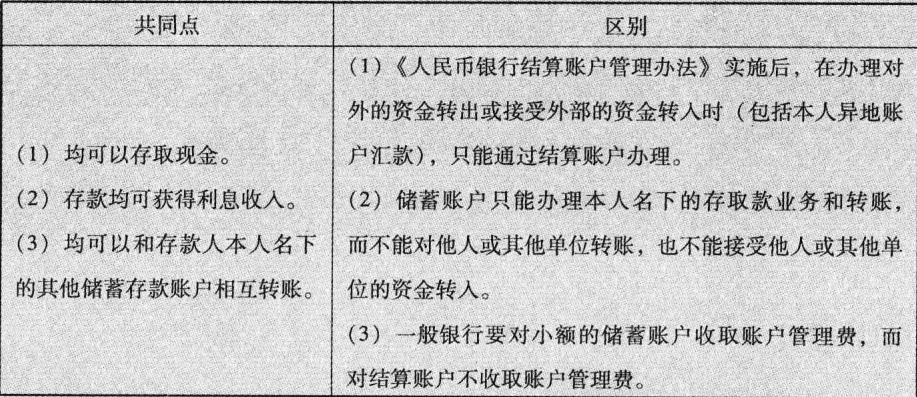 共同点
区别
(1) 均可以存取现金。
(2) 存款均可获得利息收入。
(3) 均可以和存款人本人名下
的其他储蓄存款账户相互转账。
(1)《人民币银行结算账户管理办法》实施后，在办理对
外的资金转出或接受外部的资金转入时（包括本人异地账
户汇款），只能通过结算账户办理。
(2) 储蓄账户只能办理本人名下的存取款业务和转账，
而不能对他人或其他单位转账，也不能接受他人或其他单
位的资金转入。
(3) 一般银行要对小额的储蓄账户收取账户管理费，而
对结算账户不收取账户管理费。